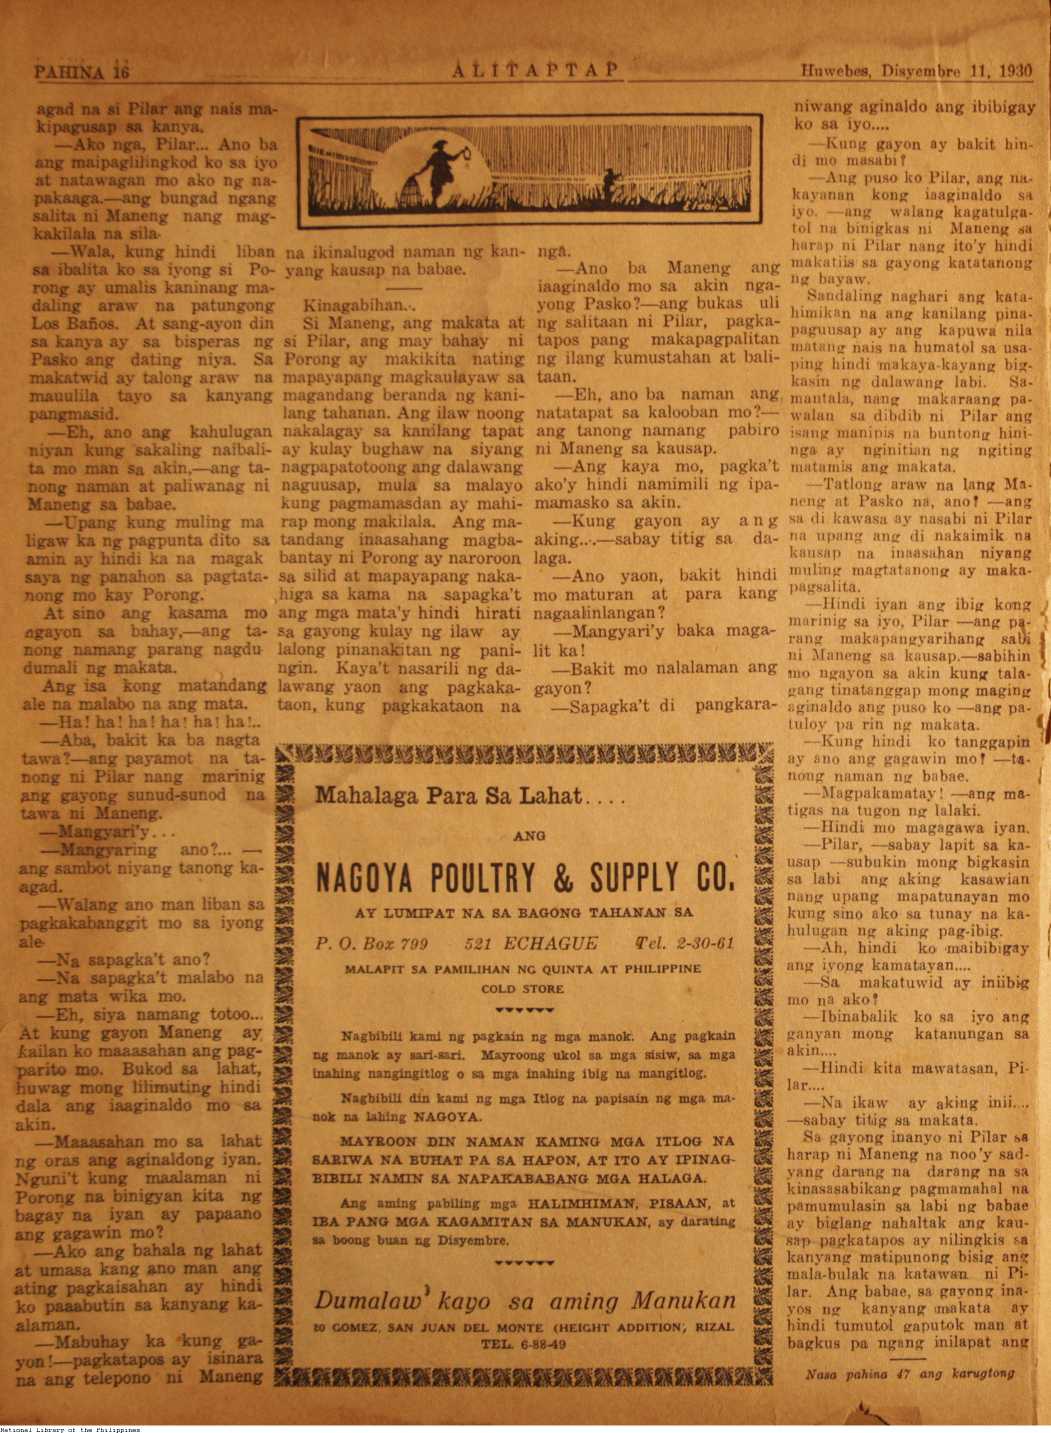 PAHINA 16
ALITAPTAP
Huwebes, Disyembre 11, 1930
agad na si Pilar ang nais ma-
kipagusap sa kanya.
—Ako nga, Pilar... Ano ba
ang maipaglilingkod ko sa iyo
at natawagan mo ako ng na-
pakaaga.—ang bungad ngang
salita ni Maneng nang mag-
kakilala na sila.
—Wala, kung hindi liban
sa ibalita ko sa iyong si Po-
rong ay umalis kaninang ma-
daling araw na patungong
Los Baños. At sang-ayon din
sa kanya ay sa bisperas ng
Pasko ang dating niya. Sa
makatwid ay talong araw na
mauulila tayo sa kanyang
pangmasid.
—Eh, ano ang kahulugan
niyan kung sakaling naibali-
ta mo man sa akin,—ang ta-
nong naman at paliwanag ni
Maneng sa babae.
—Upang kung muling ma
ligaw ka ng pagpunta dito sa
amin ay hindi ka na magak
saya ng panahon sa pagtata-
nong mo kay Porong.
At sino ang kasama mo
ngayon sa bahay,—ang ta-
nong namang parang nagdu
dumali ng makata.
Ang isa kong matandang
ale na malabo na ang mata.
—Ha! ha! ha! ha! ha! ha!..
—Aba, bakit ka ba nagta
tawa?—ang payamot na ta-
nong ni Pilar nang marinig
ang gayong sunud-sunod na
tawa ni Maneng.
—Mangyari'y...
—Mangyaring ano?... —
ang sambot niyang tanong ka-
agad.
—Walang ano man liban sa
pagkakabanggit mo sa iyong
ale.
—Na sapagka't ano?
—Na sapagka't malabo na
ang mata wika mo.
—Eh, siya namang totoo...
At kung gayon Maneng ay
kailan ko maaasahan ang pag-
parito mo. Bukod sa lahat,
huwag mong lilimuting hindi
dala ang iaaginaldo mo sa
akin.
—Maaasahan mo sa lahat
ng oras ang aginaldong iyan.
Nguni't kung maalaman ni
Porong na binigyan kita ng
bagay na iyan ay papaano
ang gagawin mo?
—Ako ang bahala ng lahat
at umasa kang ano man ang
ating pagkaisahan ay hindi
ko paaabutin sa kanyang ka-
alaman.
—Mabuhay ka kung ga-
yon!—pagkatapos ay isinara
na ang telepono ni Maneng
na ikinalugod naman ng kan-
yang kausap na babae.
Kinagabihan...
Si Maneng, ang makata at
si Pilar, ang may bahay ni
Porong ay makikita nating
mapayapang magkaulayaw sa
magandang beranda ng kani-
lang tahanan. Ang ilaw noong
nakalagay sa kanilang tapat
ay kulay bughaw na siyang
nagpapatotoong ang dalawang
naguusap, mula sa malayo
kung pagmamasdan ay mahi-
rap mong makilala. Ang ma-
tandang inaasahang magba-
bantay ni Porong ay naroroon
sa silid at mapayapang naka-
higa sa kama na sapagka't
ang mga mata'y hindi hirati
sa gayong kulay ng ilaw ay
lalong pinanakitan ng pani-
ngin. Kaya't nasarili ng da-
lawang yaon ang pagkaka-
taon, kung pagkakataon na
nga.
—Ano ba Maneng ang
iaaginaldo mo sa akin nga-
yong Pasko?—ang bukas uli
ng salitaan ni Pilar, pagka-
tapos pang makapagpalitan
ng ilang kumustahan at bali-
taan.
—Eh, ano ba naman ang
natatapat sa kalooban mo?—
ang tanong namang pabiro
ni Maneng sa kausap.
—Ang kaya mo, pagka't
ako'y hindi namimili ng ipa-
mamasko sa akin.
—Kung gayon ay ang
aking...—sabay titig sa da-
laga.
—Ano yaon, bakit hindi
mo maturan at para kang
nagaalinlangan?
—Mangyari'y baka maga-
lit ka!
—Bakit mo nalalaman ang
gayon?
—Sapagka't di pangkara-
Mahalaga Para Sa Lahat....
ANG
NAGOYA POULTRY & SUPPLY CO.
AY LUMIPAT NA SA BAGONG TAHANAN SA
P. O. Box 799 521 ECHAGUE Tel. 2-30-61
MALAPIT SA PAMILIHAN NG QUINTA AT PHILIPPINE
COLD STORE
Nagbibili kami ng pagkain ng mga manok. Ang pagkain
ng manok ay sari-sari. Mayroong ukol sa mga sisiw, sa mga
inahing nangingitlog o sa mga inahing ibig na mangitlog.
Nagbibili din kami ng mga Itlog na papisain ng mga ma-
nok na lahing NAGOYA.
MAYROON DIN NAMAN KAMING MGA ITLOG NA
SARIWA NA BUHAT PA SA HAPON, AT ITO AY IPINAG-
BIBILI NAMIN SA NAPAKABABANG MGA HALAGA.
Ang aming pabiling mga HALIMHIMAN, PISAAN, at
IBA PANG MGA KAGAMITAN SA MANUKAN, ay darating
sa boong buan ng Disyembre.
Dumalaw kayo sa aming Manukan
10 GOMEZ, SAN JUAN DEL MONTE (HEIGHT ADDITION, RIZAL
TEL. 6-88-49
niwang aginaldo ang ibibigay
ko sa iyo....
—Kung gayon ay bakit hin-
di mo masabi?
—Ang puso ko Pilar, ang na-
kayanan kong iaaginaldo sa
iyo. —ang walang kagatulga-
tol na binigkas ni Maneng sa
harap ni Pilar nang ito'y hindi
makatiis sa gayong katatanong
ng bayaw.
Sandaling naghari ang kata-
himikan na ang kanilang pina-
paguusap ay ang kapuwa nila
matang nais na humatol sa usa-
ping hindi makaya-kayang big-
kasin ng dalawang labi. Sa-
mantala, nang makaraang pa-
walan sa dibdib ni Pilar ang
isang manipis na buntong hini-
nga ay nginitian ng ngiting
matamis ang makata.
—Tatlong araw na lang Ma-
neng at Pasko na, ano? —ang
sa di kawasa ay nasabi ni Pilar
na upang ang di nakaimik na
kausap na inaasahan niyang
muling magtatanong ay maka-
pagsalita.
—Hindi iyan ang ibig kong
marinig sa iyo, Pilar —ang pa-
rang makapangyarihang sabi
ni Maneng sa kausap.—sabihin
mo ngayon sa akin kung tala-
gang tinatanggap mong maging
aginaldo ang puso ko —ang pa-
tuloy pa rin ng makata.
—Kung hindi ko tanggapin
ay ano ang gagawin mo? —ta-
nong naman ng babae.
—Magpakamatay! —ang ma-
tigas na tugon ng lalaki.
—Hindi mo magagawa iyan.
—Pilar, —sabay lapit sa ka-
usap —subukin mong bigkasin
sa labi ang aking kasawian
nang upang mapatunayan mo
kung sino ako sa tunay na ka-
hulugan ng aking pag-ibig.
—Ah, hindi ko maibibigay
ang iyong kamatayan....
—Sa makatuwid ay iniibig
mo na ako?
—Ibinabalik ko sa iyo ang
ganyan mong katanungan sa
akin....
—Hindi kita mawatasan, Pi-
lar....
—Na ikaw ay aking inii....
—sabay titig sa makata.
Sa gayong inanyo ni Pilar sa
harap ni Maneng na noo'y sad-
yang darang na darang na sa
kinasasabikang pagmamahal na
pamumulasin sa labi ng babae
ay biglang nahaltak ang kau-
sap pagkatapos ay nilingkis sa
kanyang matipunong bisig ang
mala-bulak na katawan ni Pi-
lar. Ang babae, sa gayong ina-
yos ng kanyang makata ay
hindi tumutol gaputok man at
bagkus pa ngang inilapat ang
Nasa pahina 47 ang karugtong
National Library of the Philippines